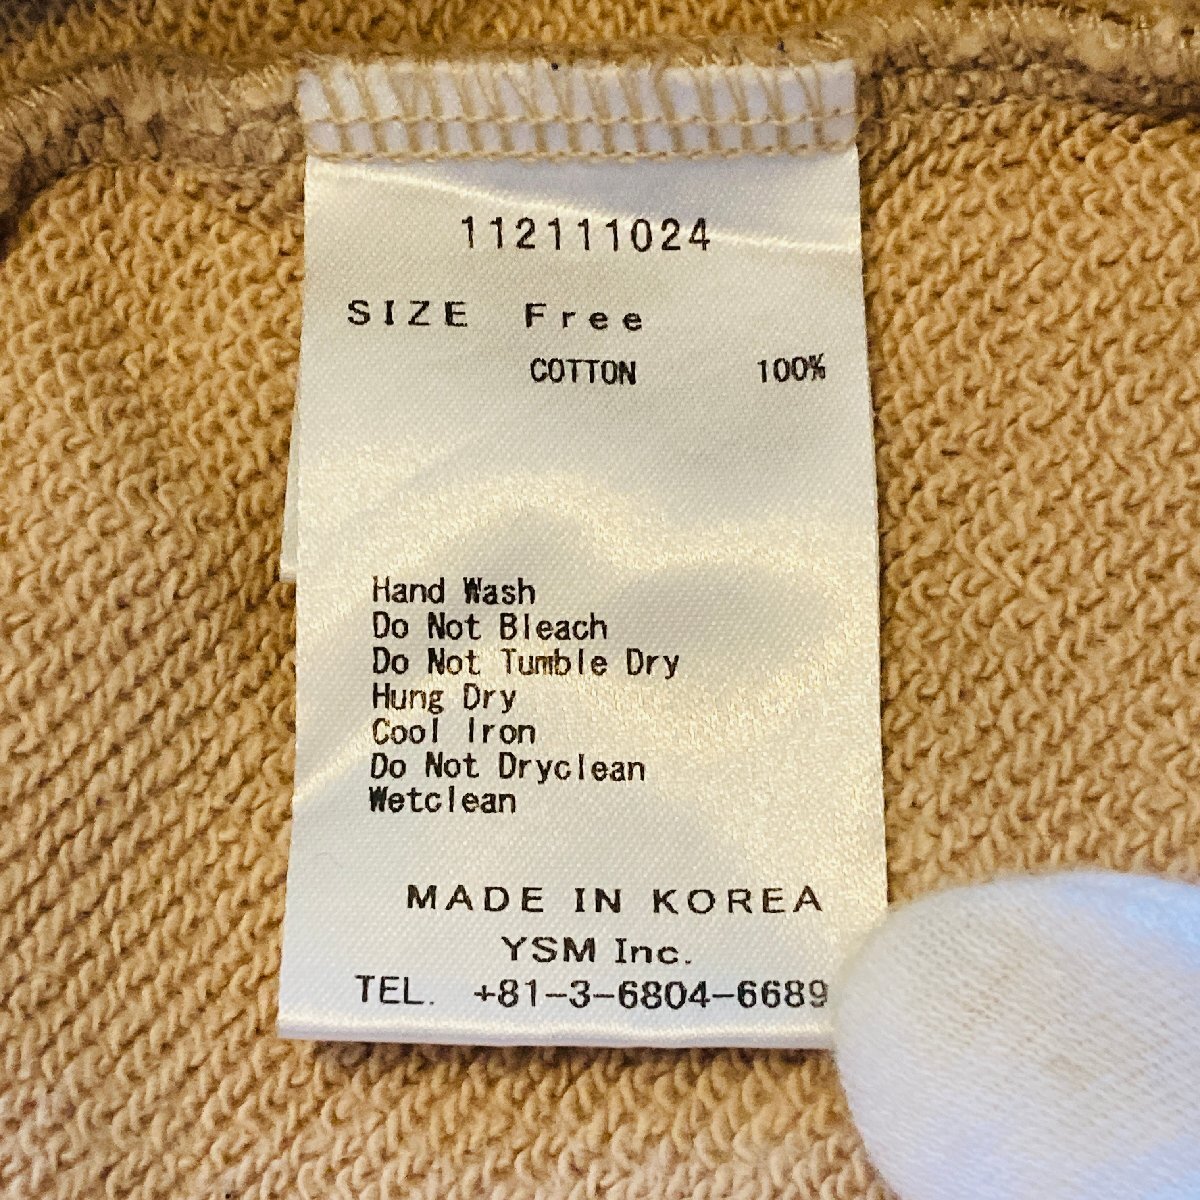 112111024
SIZE Free
COTTON 100%
Hand Wash
Do Not Bleach
Do Not Tumble Dry
Hung Dry
Cool Iron
Do Not Dryclean
Wetclean
MADE IN KOREA
YSM Inc.
TEL. +81-3-6804-6689